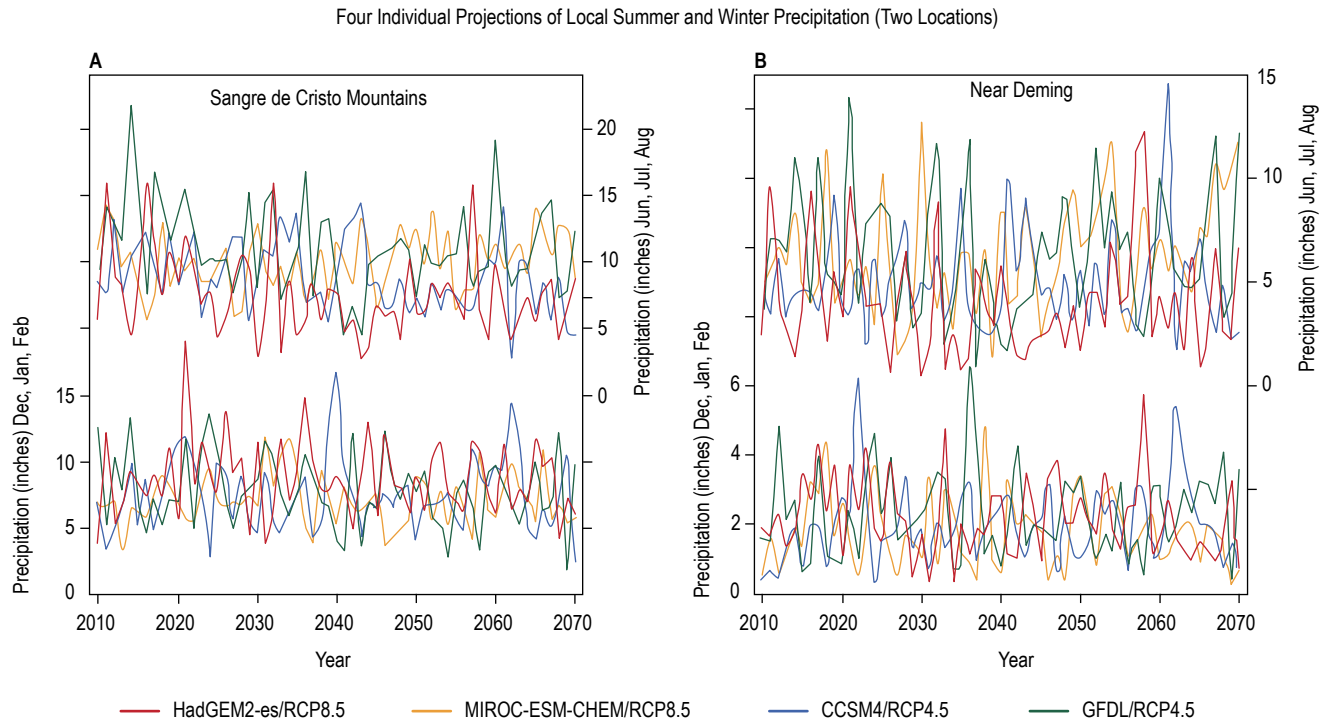 Four Individual Projections of Local Summer and Winter Precipitation (Two Locations)
A
Sangre de Cristo Mountains
Precipitation (inches) Dec, Jan, Feb
15
10
5
0
20
15
10
5
0
Precipitation (inches) Jun, Jul, Aug
2010 2020 2030 2040 2050 2060 2070
Year
B
Near Deming
Precipitation (inches) Dec, Jan, Feb
6
4
2
0
15
10
5
0
Precipitation (inches) Jun, Jul, Aug
2010 2020 2030 2040 2050 2060 2070
Year
HadGEM2-es/RCP8.5 MIROC-ESM-CHEM/RCP8.5 CCSM4/RCP4.5 GFDL/RCP4.5